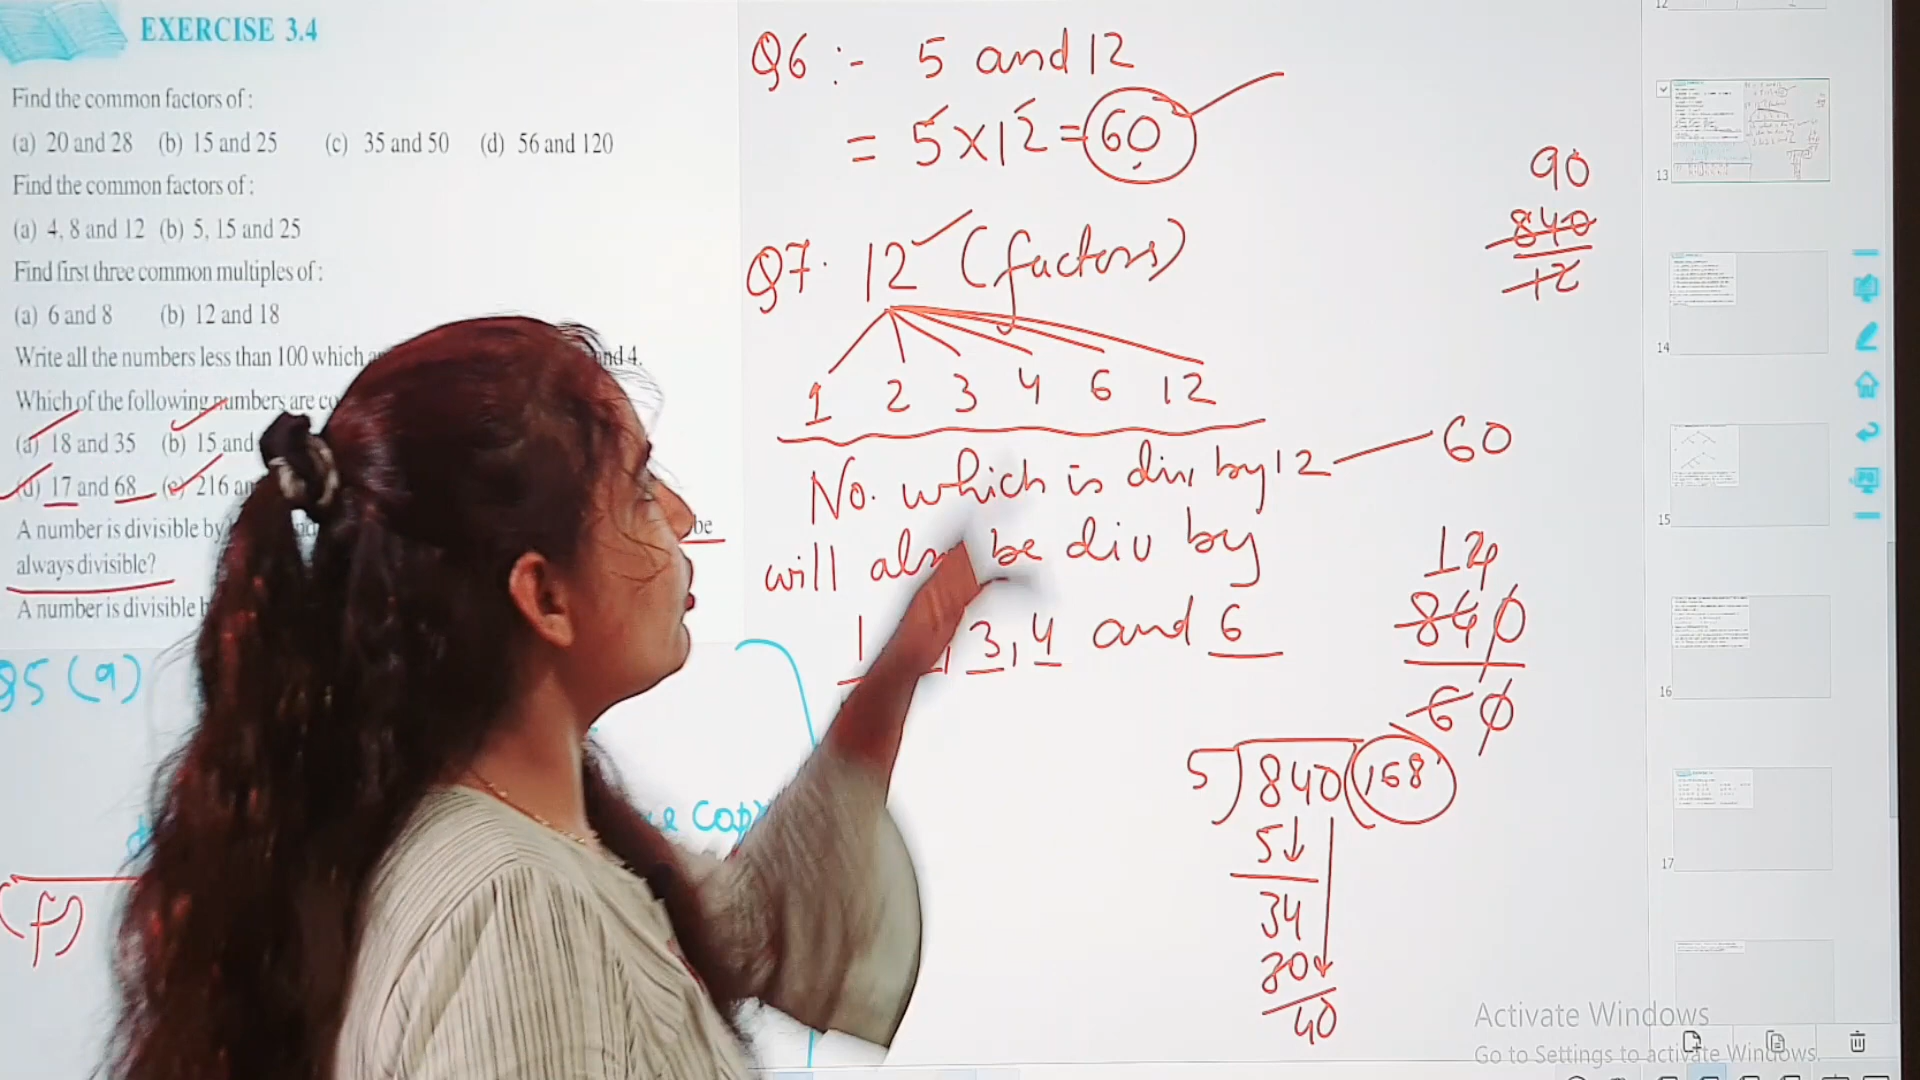 EXERCISE 3.4
Find the common factors of :
(a) 20 and 28 (b) 15 and 25 (c) 35 and 50 (d) 56 and 120
Find the common factors of :
(a) 4, 8 and 12 (b) 5, 15 and 25
Find first three common multiples of :
(a) 6 and 8 (b) 12 and 18
Write all the numbers less than 100 which and 4.
Which of the following numbers are
(a) 18 and 35 (b) 15 and
(d) 17 and 68 (e) 216
A number is divisible by be
always divisible?
A number is divisible
Q5 (a)
(f)
Q6 :- 5 and 12
= 5×12 = 60
Q7. 12 (factors)
1 2 3 4 6 12
No. which is div by 12 — 60
will also be div by
1 , 3, 4 and 6
90
840
12
12
840
60
5)840(168
5
34
30
40
12
13
14
15
16
17
Activate Windows
Go to Settings to activate Windows.